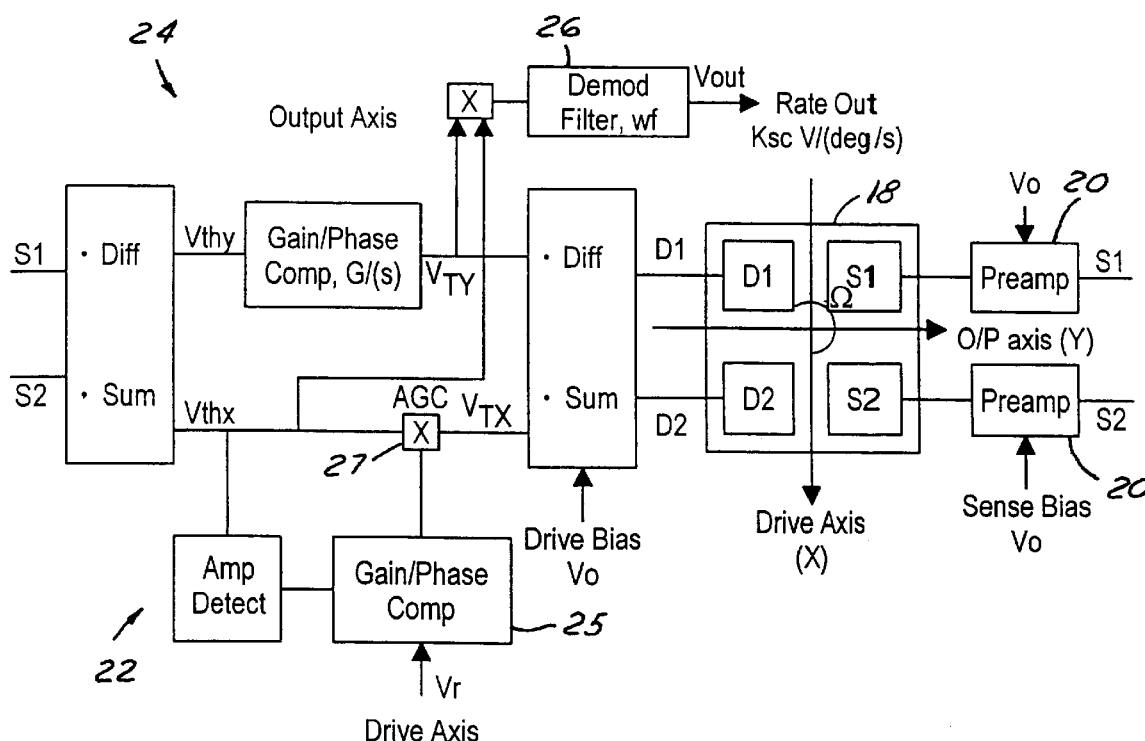 24
26
Output Axis
X
Demod
Filter, wf
Vout
Rate Out
Ksc V/(deg/s)
S1
S2
· Diff
· Sum
Vthy
Vthx
Gain/Phase
Comp, G/(s)
VTY
AGC
X
27
VTX
· Diff
· Sum
D1
D2
18
D1
S1
Ω
D2
S2
O/P axis (Y)
Drive Axis
(X)
Vo
20
Preamp
S1
Preamp
S2
20
Sense Bias
Vo
Drive Bias
Vo
Amp
Detect
Gain/Phase
Comp
25
22
Vr
Drive Axis